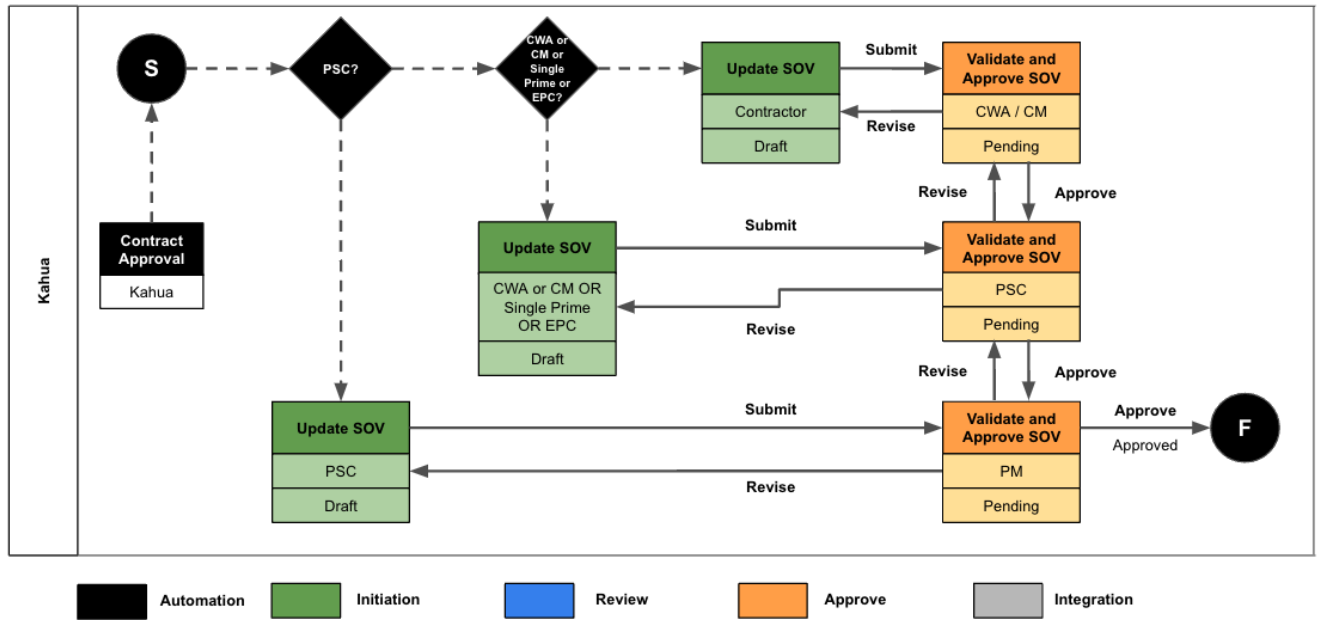 Kahua
S
Contract
Approval
Kahua
PSC?
CWA or
CM or
Single
Prime or
EPC?
Update SOV
Contractor
Draft
Submit
Revise
Validate and
Approve SOV
CWA / CM
Pending
Revise
Approve
Update SOV
CWA or CM OR
Single Prime
OR EPC
Draft
Submit
Revise
Validate and
Approve SOV
PSC
Pending
Revise
Approve
Update SOV
PSC
Draft
Submit
Revise
Validate and
Approve SOV
PM
Pending
Approve
Approved
F
Automation
Initiation
Review
Approve
Integration